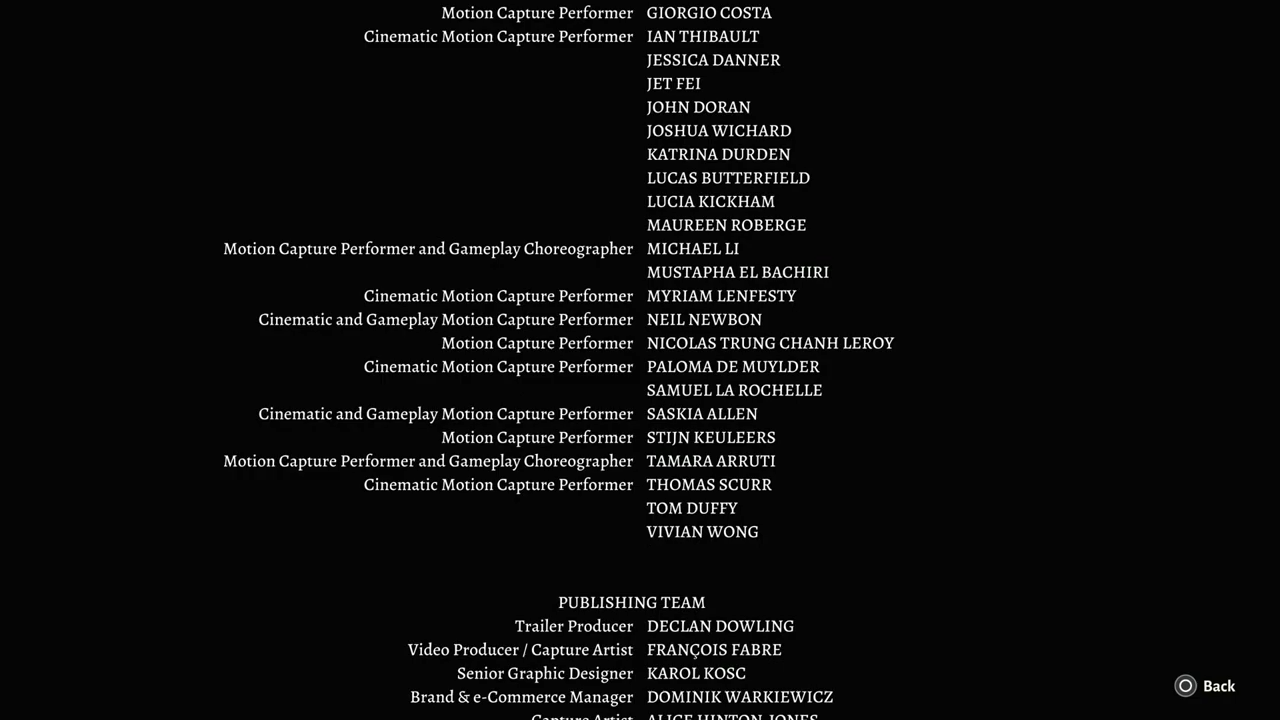 Motion Capture Performer GIORGIO COSTA
Cinematic Motion Capture Performer IAN THIBAULT
JESSICA DANNER
JET FEI
JOHN DORAN
JOSHUA WICHARD
KATRINA DURDEN
LUCAS BUTTERFIELD
LUCIA KICKHAM
MAUREEN ROBERGE
Motion Capture Performer and Gameplay Choreographer MICHAEL LI
MUSTAPHA EL BACHIRI
Cinematic Motion Capture Performer MYRIAM LENFESTY
Cinematic and Gameplay Motion Capture Performer NEIL NEWBON
Motion Capture Performer NICOLAS TRUNG CHANH LEROY
Cinematic Motion Capture Performer PALOMA DE MUYLDER
SAMUEL LA ROCHELLE
Cinematic and Gameplay Motion Capture Performer SASKIA ALLEN
Motion Capture Performer STIJN KEULEERS
Motion Capture Performer and Gameplay Choreographer TAMARA ARRUTI
Cinematic Motion Capture Performer THOMAS SCURR
TOM DUFFY
VIVIAN WONG
PUBLISHING TEAM
Trailer Producer DECLAN DOWLING
Video Producer / Capture Artist FRANÇOIS FABRE
Senior Graphic Designer KAROL KOSC
Brand & e-Commerce Manager DOMINIK WARKIEWICZ
Capture Artist ALICE HINTON-JONES
Back